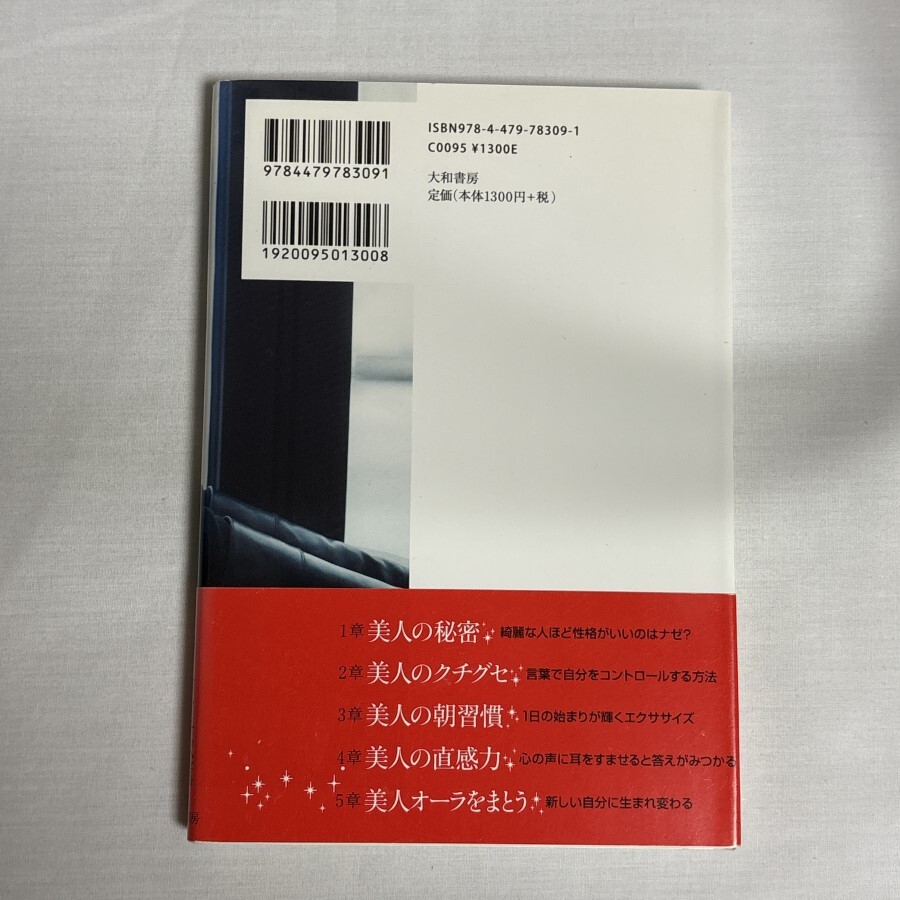 9784479783091
1920095013008
ISBN978-4-479-78309-1
C0095 ¥1300E
大和書房
定価(本体1300円+税)
1章 美人の秘密 綺麗な人ほど性格がいいのはナゼ?
2章 美人のクチグセ 言葉で自分をコントロールする方法
3章 美人の朝習慣 1日の始まりが輝くエクササイズ
4章 美人の直感力 心の声に耳をすませると答えがみつかる
5章 美人オーラをまとう 新しい自分に生まれ変わる
房